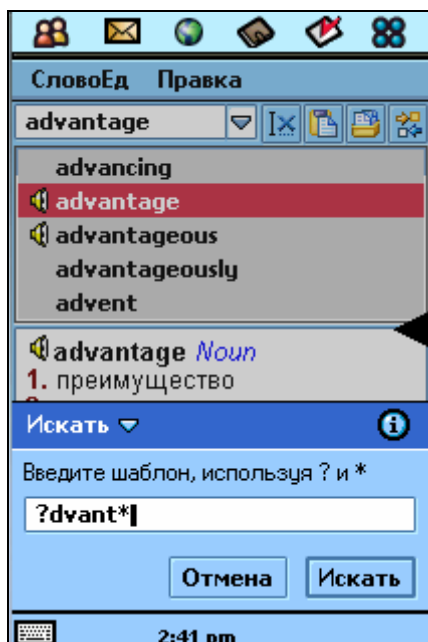 СловоЕд Правка
advantage
advancing
advantage
advantageous
advantageously
advent
advantage Noun
1. преимущество
Искать
Введите шаблон, используя ? и *
?dvant*
Отмена Искать
2:41 pm